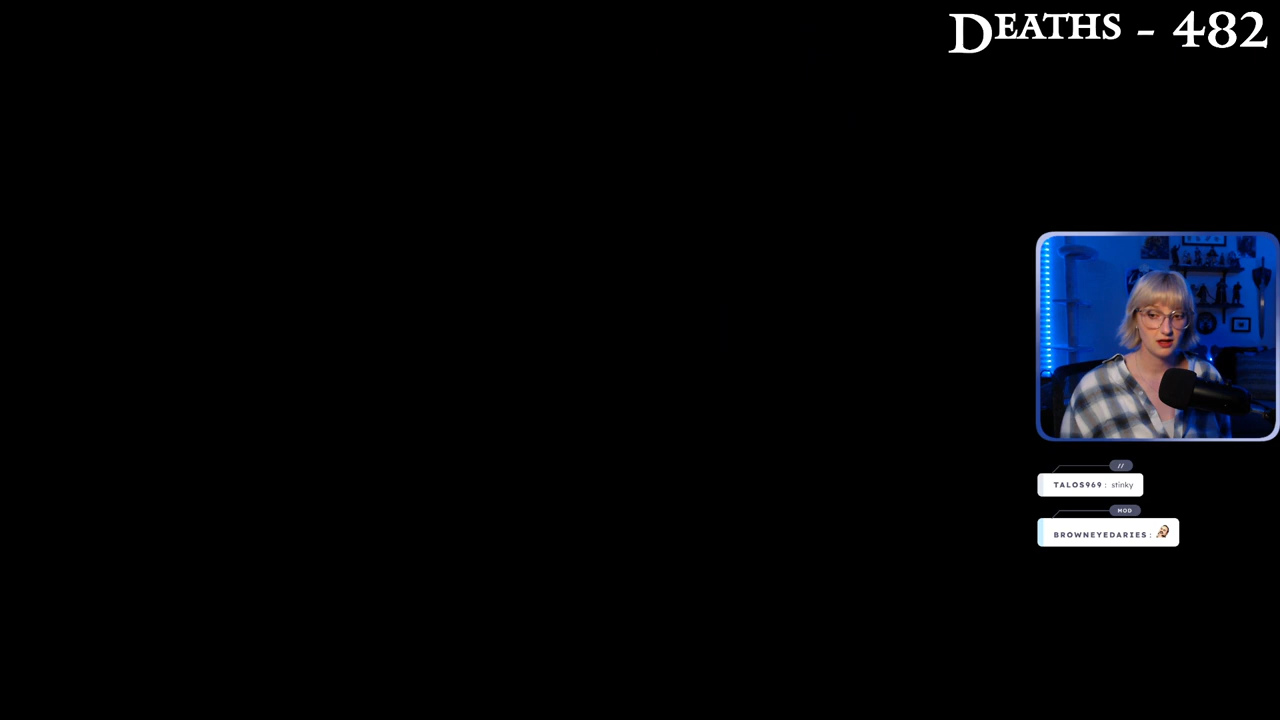 DEATHS - 482
//
TALOS969 : stinky
MOD
BROWNEYEDARIES :